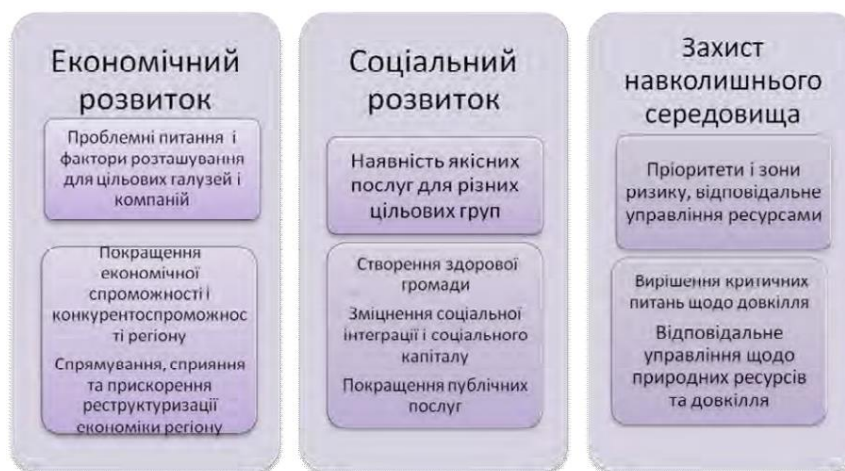 Економічний
розвиток
Проблемні питання і
фактори розташування
для цільових галузей і
компаній
Покращення
економічної
спроможності і
конкурентоспроможнос
ті регіону
Спрямування, сприяння
та прискорення
реструктуризації
економіки регіону
Соціальний
розвиток
Наявність якісних
послуг для різних
цільових груп
Створення здорової
громади
Зміцнення соціальної
інтеграції і соціального
капіталу
Покращення публічних
послуг
Захист
навколишнього
середовища
Пріоритети і зони
ризику, відповідальне
управління ресурсами
Вирішення критичних
питань щодо довкілля
Відповідальне
управління щодо
природних ресурсів
та довкілля